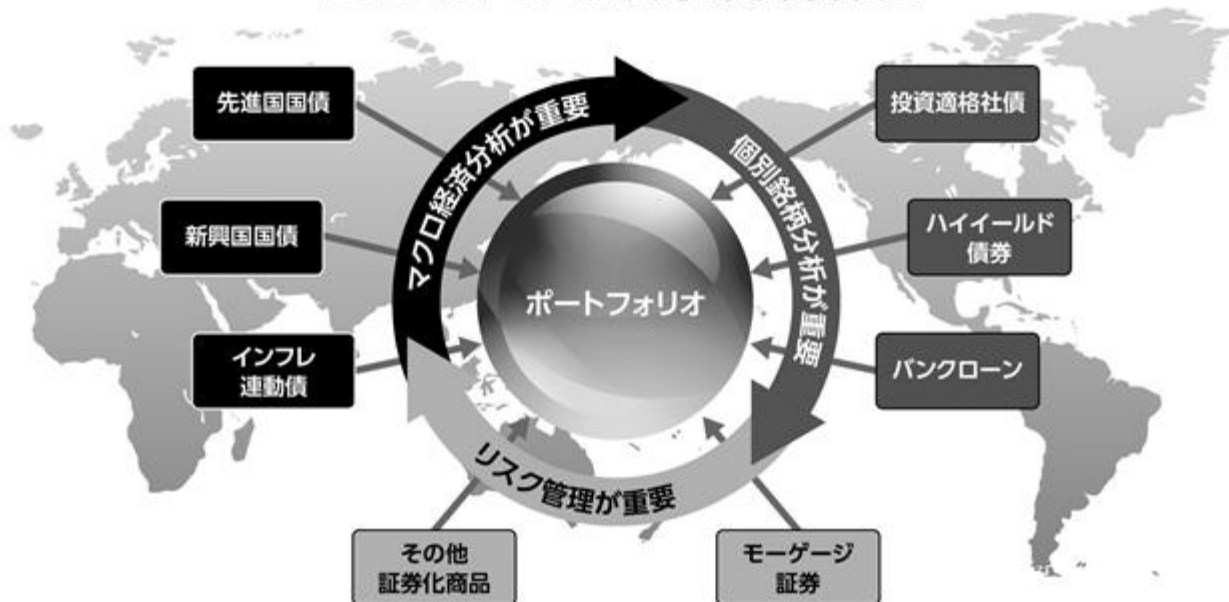 先進国国債
新興国国債
インフレ
連動債
マクロ経済分析が重要
ポートフォリオ
個別銘柄分析が重要
投資適格社債
ハイイールド
債券
バンクローン
リスク管理が重要
その他
証券化商品
モーゲージ
証券